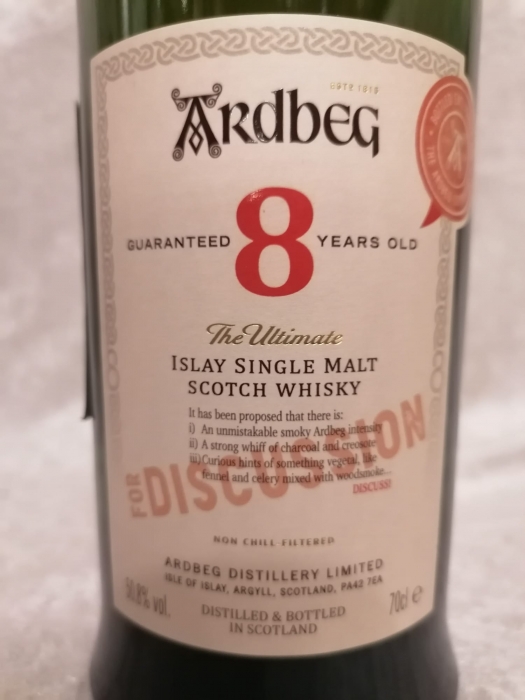 ESTD 1815
ARDBEG
GUARANTEED 8 YEARS OLD
The Ultimate
ISLAY SINGLE MALT
SCOTCH WHISKY
It has been proposed that there is:
i) An unmistakable smoky Ardbeg intensity
ii) A strong whiff of charcoal and creosote
iii) Curious hints of something vegetal, like
fennel and celery mixed with woodsmoke...
DISCUSS!
FOR DISCUSSION
NON CHILL-FILTERED
ARDBEG DISTILLERY LIMITED
ISLE OF ISLAY, ARGYLL, SCOTLAND, PA42 7EA
50,8% vol.
70cl e
DISTILLED & BOTTLED
IN SCOTLAND